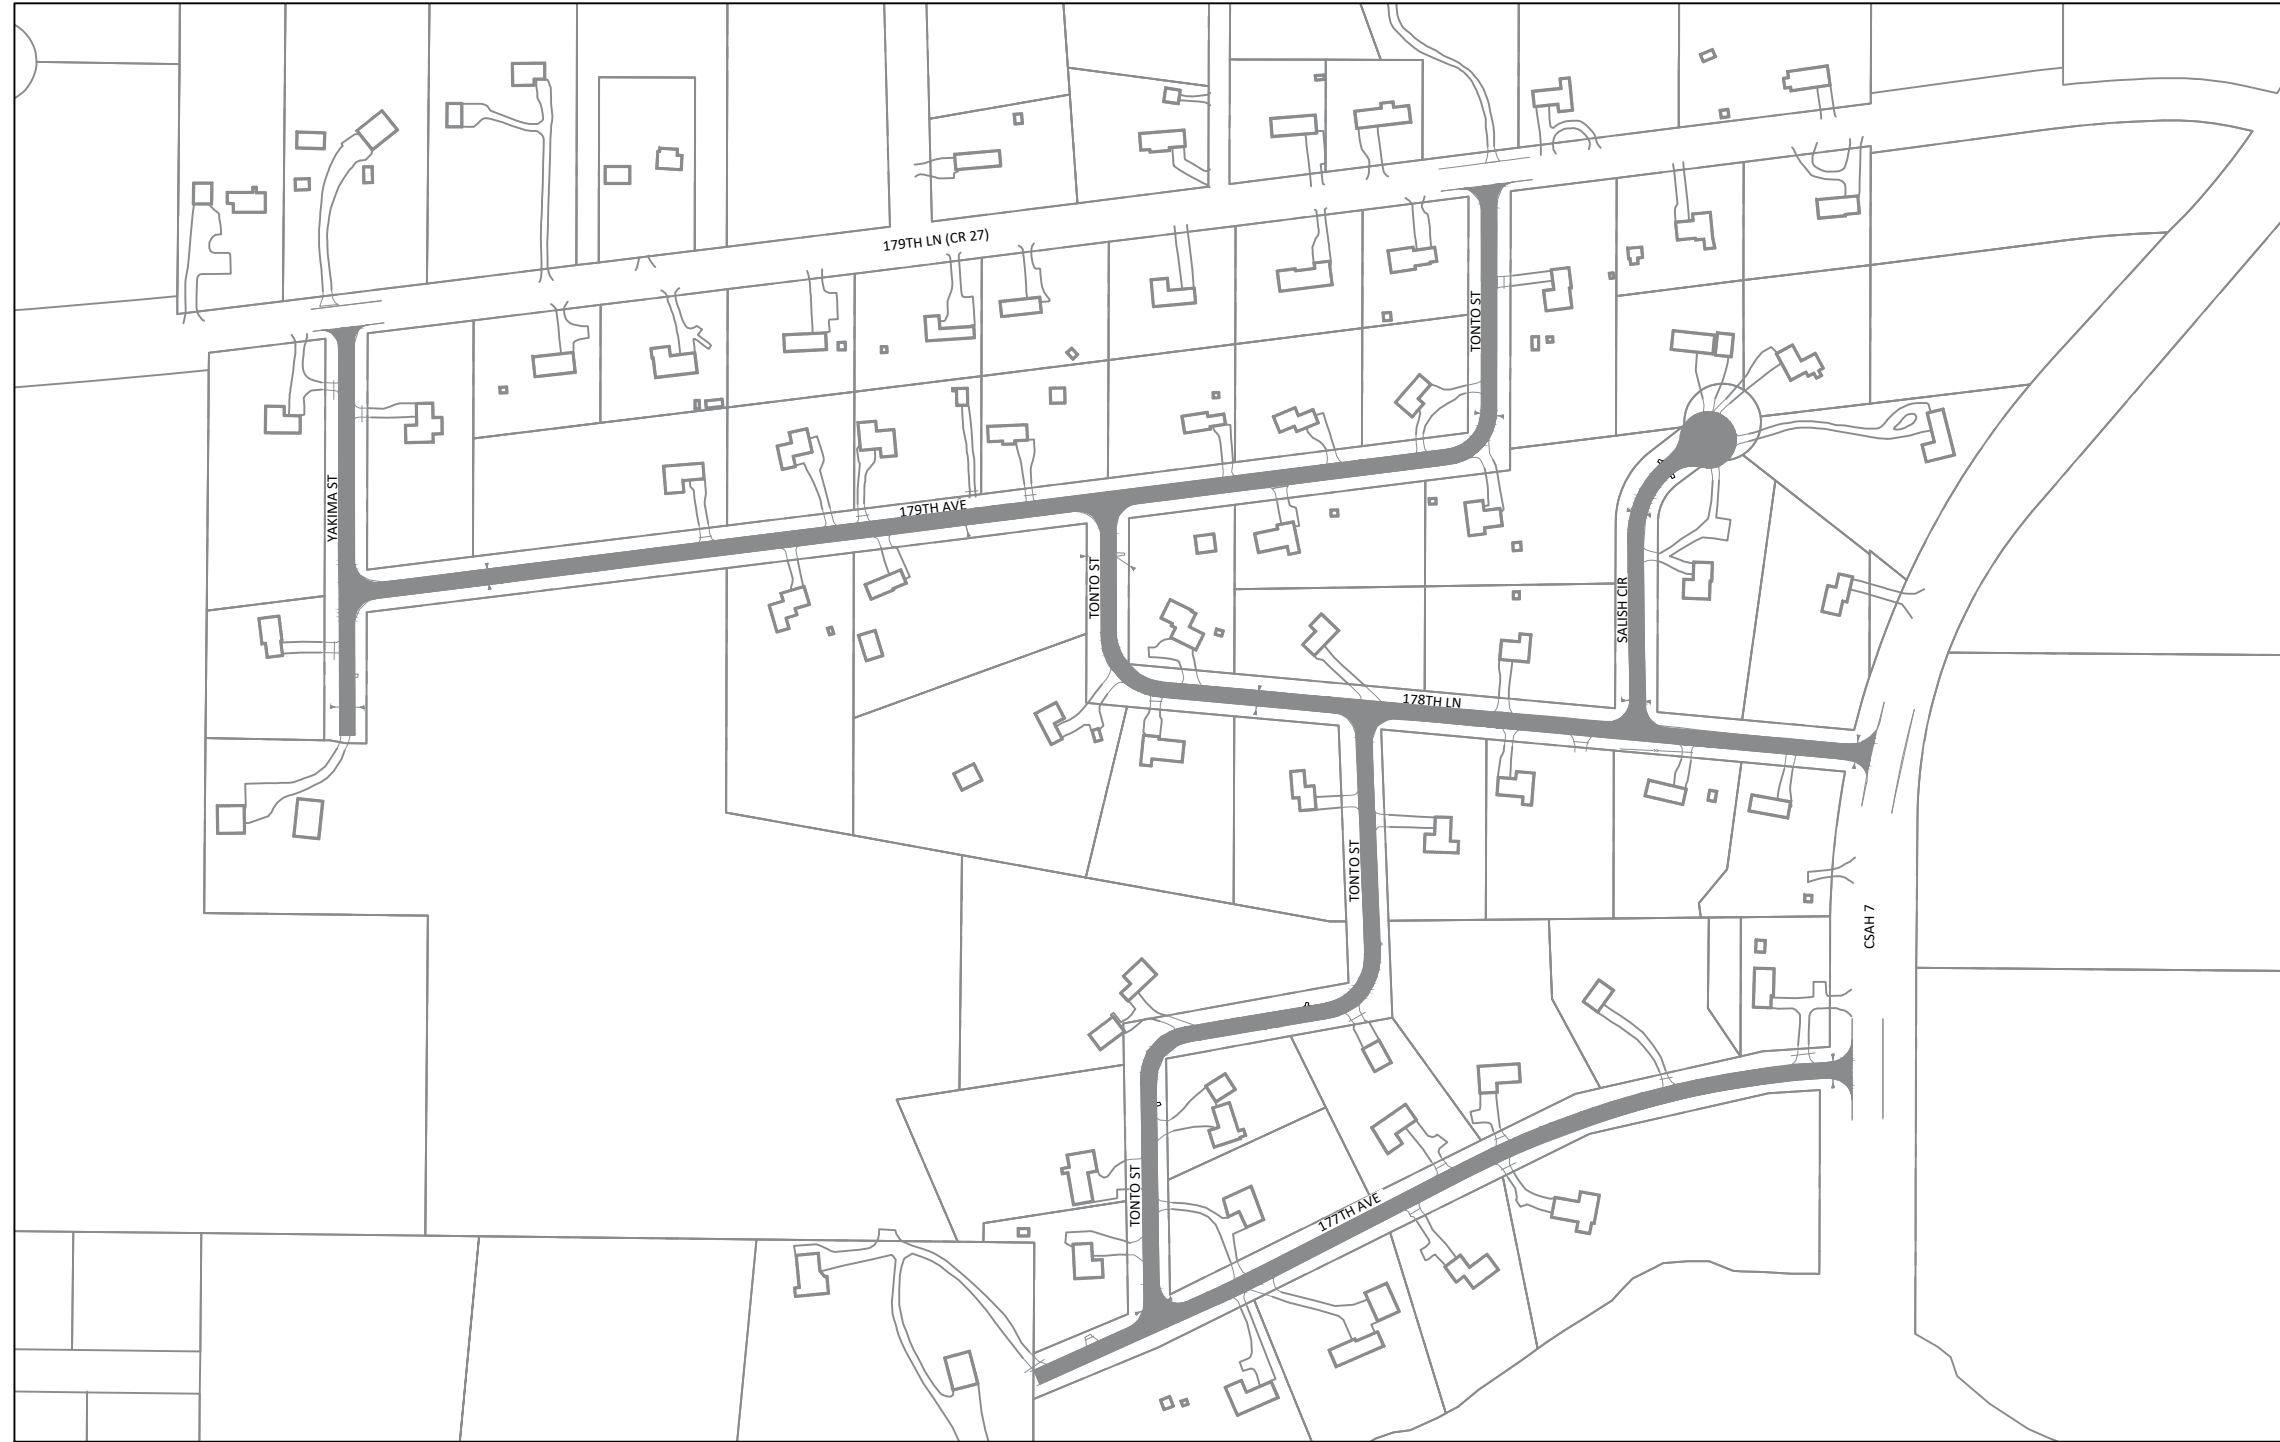 179TH LN (CR 27)
TONTO ST
YAKIMA ST
179TH AVE
TONTO ST
SALISH CIR
178TH LN
TONTO ST
CSAH 7
TONTO ST
177TH AVE